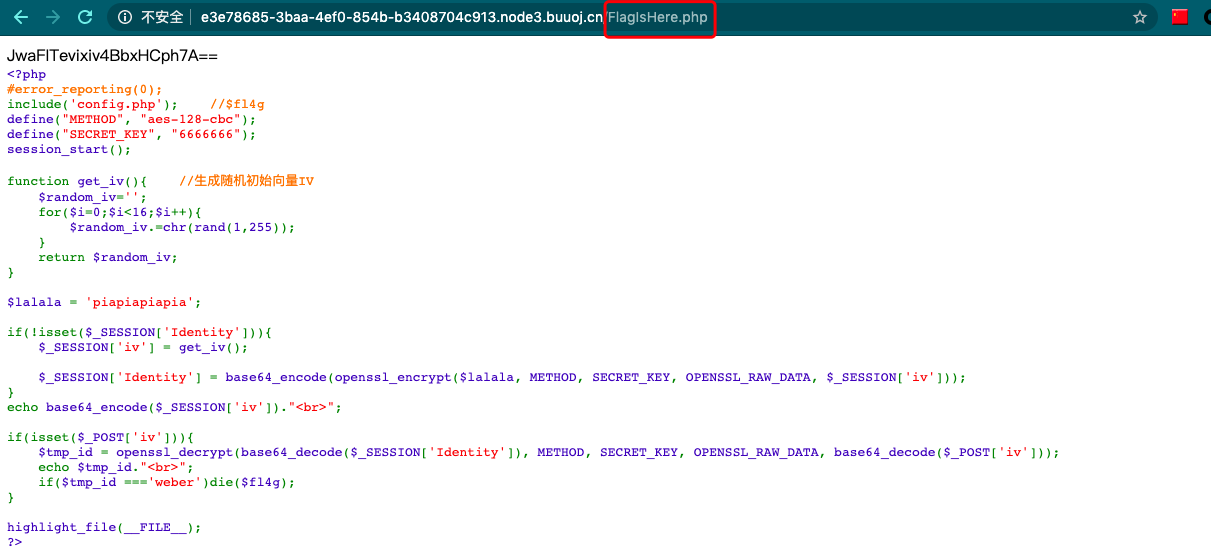 不安全 e3e78685-3baa-4ef0-854b-b3408704c913.node3.buuoj.cn/FlagIsHere.php
JwaFITevixiv4BbxHCph7A==
<?php
#error_reporting(0);
include('config.php');    //$fl4g
define("METHOD", "aes-128-cbc");
define("SECRET_KEY", "6666666");
session_start();
function get_iv(){    //生成随机初始向量IV
    $random_iv='';
    for($i=0;$i<16;$i++){
        $random_iv.=chr(rand(1,255));
    }
    return $random_iv;
}
$lalala = 'piapiapiapia';
if(!isset($_SESSION['Identity'])){
    $_SESSION['iv'] = get_iv();
    $_SESSION['Identity'] = base64_encode(openssl_encrypt($lalala, METHOD, SECRET_KEY, OPENSSL_RAW_DATA, $_SESSION['iv']));
}
echo base64_encode($_SESSION['iv'])."<br>";
if(isset($_POST['iv'])){
    $tmp_id = openssl_decrypt(base64_decode($_SESSION['Identity']), METHOD, SECRET_KEY, OPENSSL_RAW_DATA, base64_decode($_POST['iv']));
    echo $tmp_id."<br>";
    if($tmp_id ==='weber')die($fl4g);
}
highlight_file(__FILE__);
?>